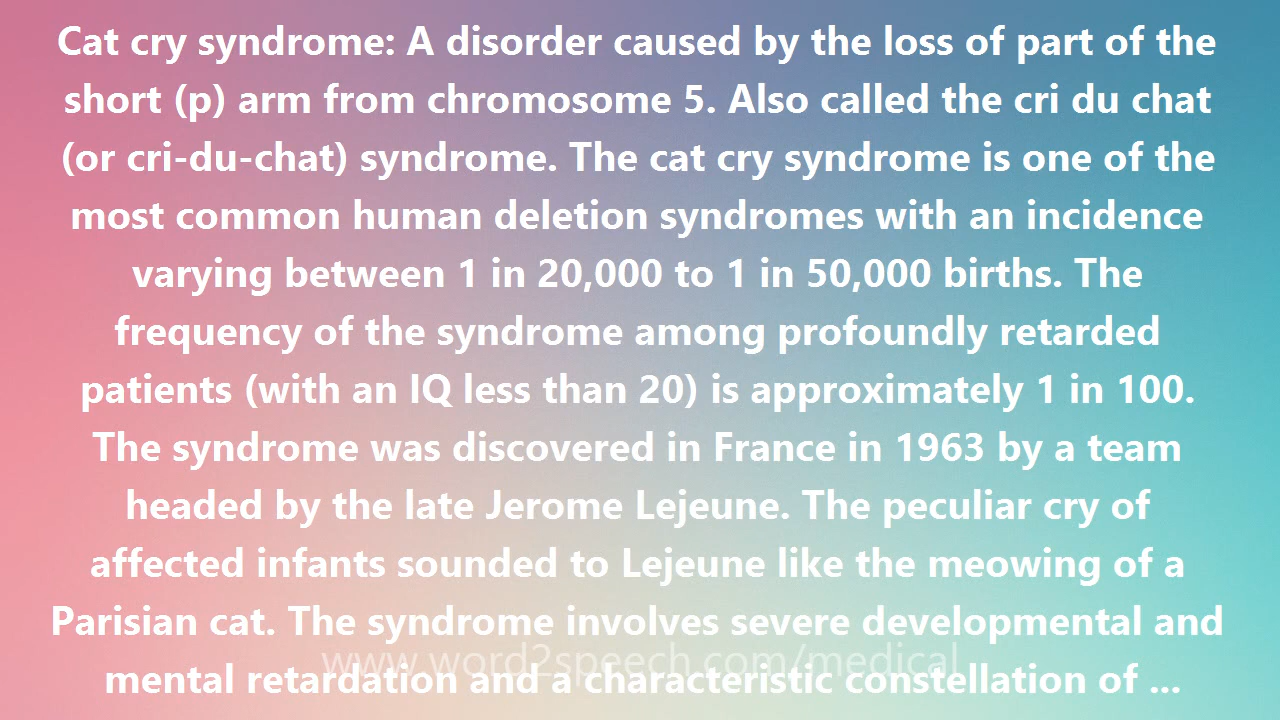 Cat cry syndrome: A disorder caused by the loss of part of the
short (p) arm from chromosome 5. Also called the cri du chat
(or cri-du-chat) syndrome. The cat cry syndrome is one of the
most common human deletion syndromes with an incidence
varying between 1 in 20,000 to 1 in 50,000 births. The
frequency of the syndrome among profoundly retarded
patients (with an IQ less than 20) is approximately 1 in 100.
The syndrome was discovered in France in 1963 by a team
headed by the late Jerome Lejeune. The peculiar cry of
affected infants sounded to Lejeune like the meowing of a
Parisian cat. The syndrome involves severe developmental and
www.word2speech.com/medical
mental retardation and a characteristic constellation of ...